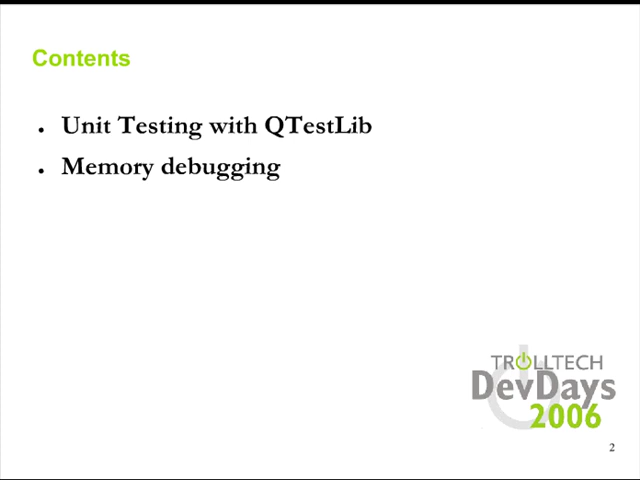 Contents
• Unit Testing with QTestLib
• Memory debugging
TROLLTECH
DevDays
2006
2